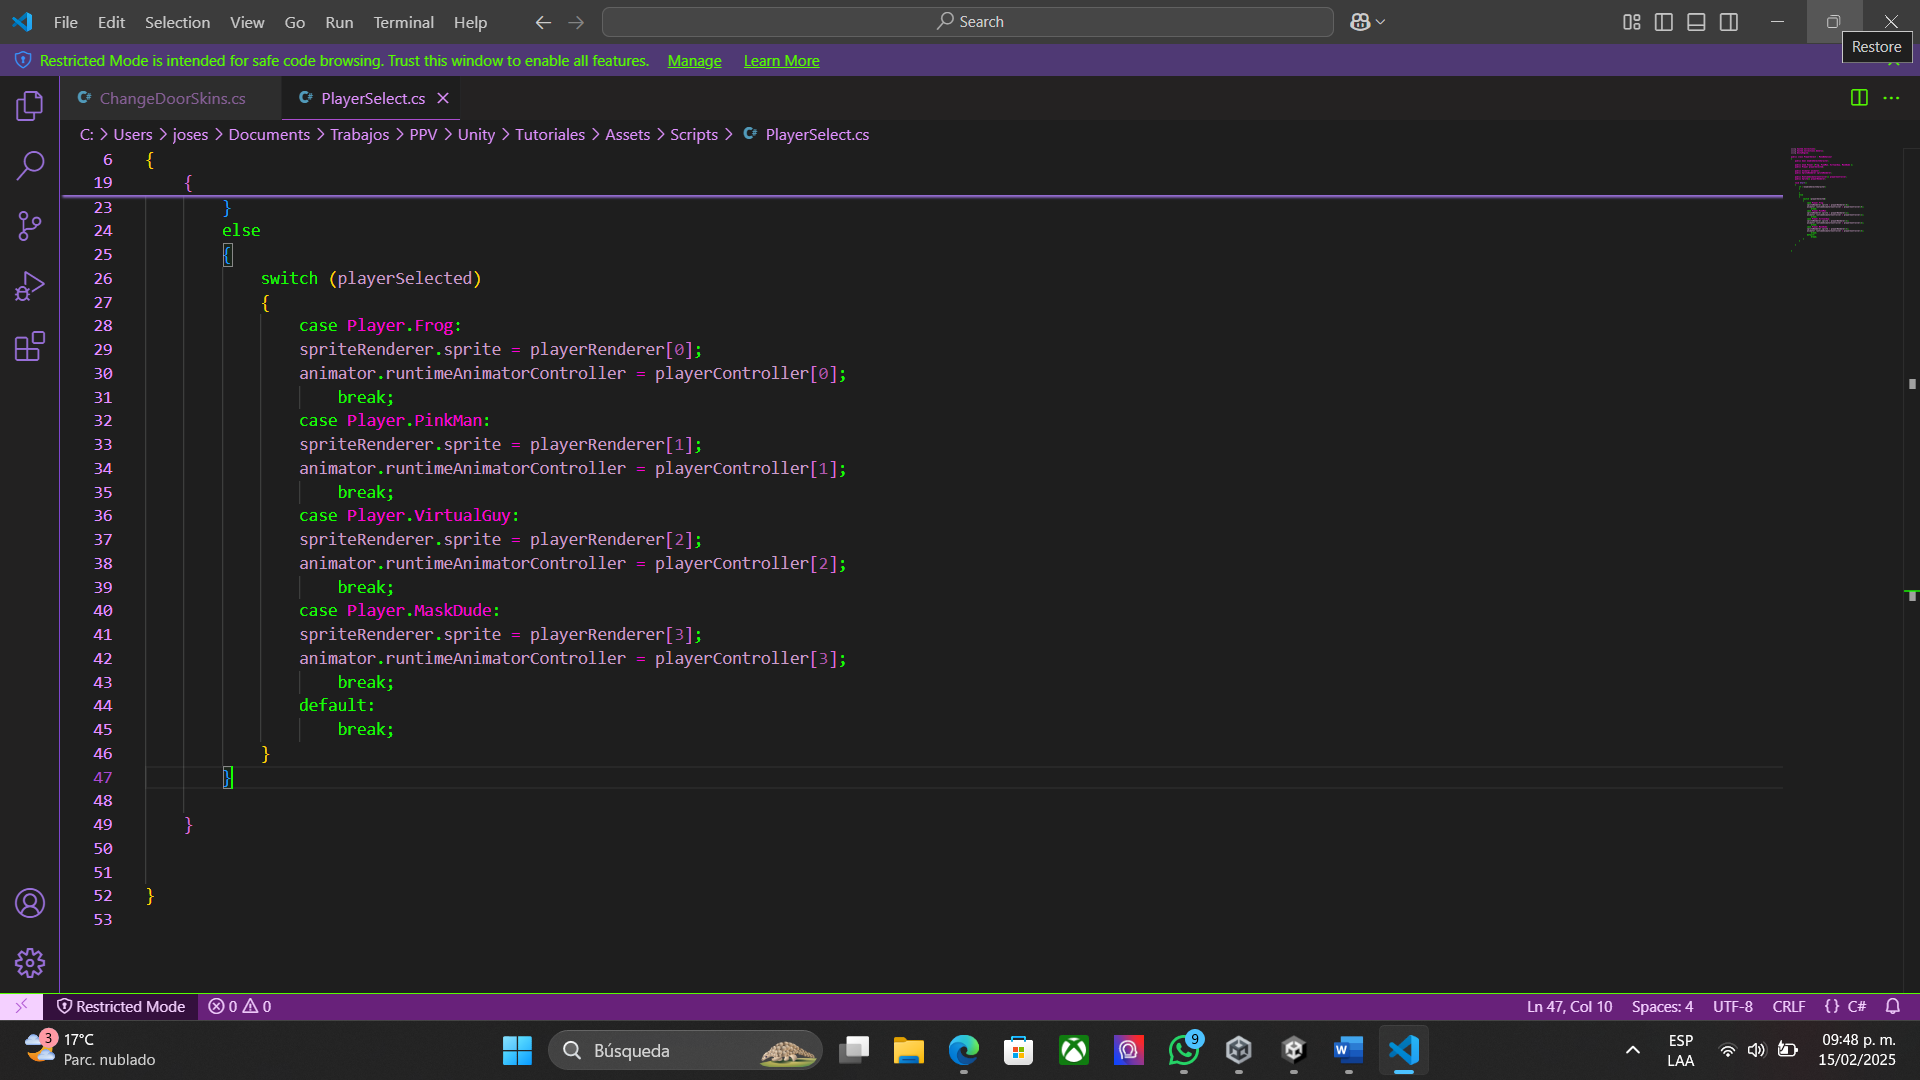 File Edit Selection View Go Run Terminal Help
Search
Restore
Restricted Mode is intended for safe code browsing. Trust this window to enable all features. Manage Learn More
ChangeDoorSkins.cs
PlayerSelect.cs
C: > Users > joses > Documents > Trabajos > PPV > Unity > Tutoriales > Assets > Scripts > PlayerSelect.cs
6 {
19 {
23 }
24 else
25 {
26 switch (playerSelected)
27 {
28 case Player.Frog:
29 spriteRenderer.sprite = playerRenderer[0];
30 animator.runtimeAnimatorController = playerController[0];
31 break;
32 case Player.PinkMan:
33 spriteRenderer.sprite = playerRenderer[1];
34 animator.runtimeAnimatorController = playerController[1];
35 break;
36 case Player.VirtualGuy:
37 spriteRenderer.sprite = playerRenderer[2];
38 animator.runtimeAnimatorController = playerController[2];
39 break;
40 case Player.MaskDude:
41 spriteRenderer.sprite = playerRenderer[3];
42 animator.runtimeAnimatorController = playerController[3];
43 break;
44 default:
45 break;
46 }
47 }
48
49 }
50
51
52 }
53
Restricted Mode 0 0
Ln 47, Col 10 Spaces: 4 UTF-8 CRLF {} C#
3
17°C
Parc. nublado
Búsqueda
9
ESP
LAA
09:48 p. m.
15/02/2025